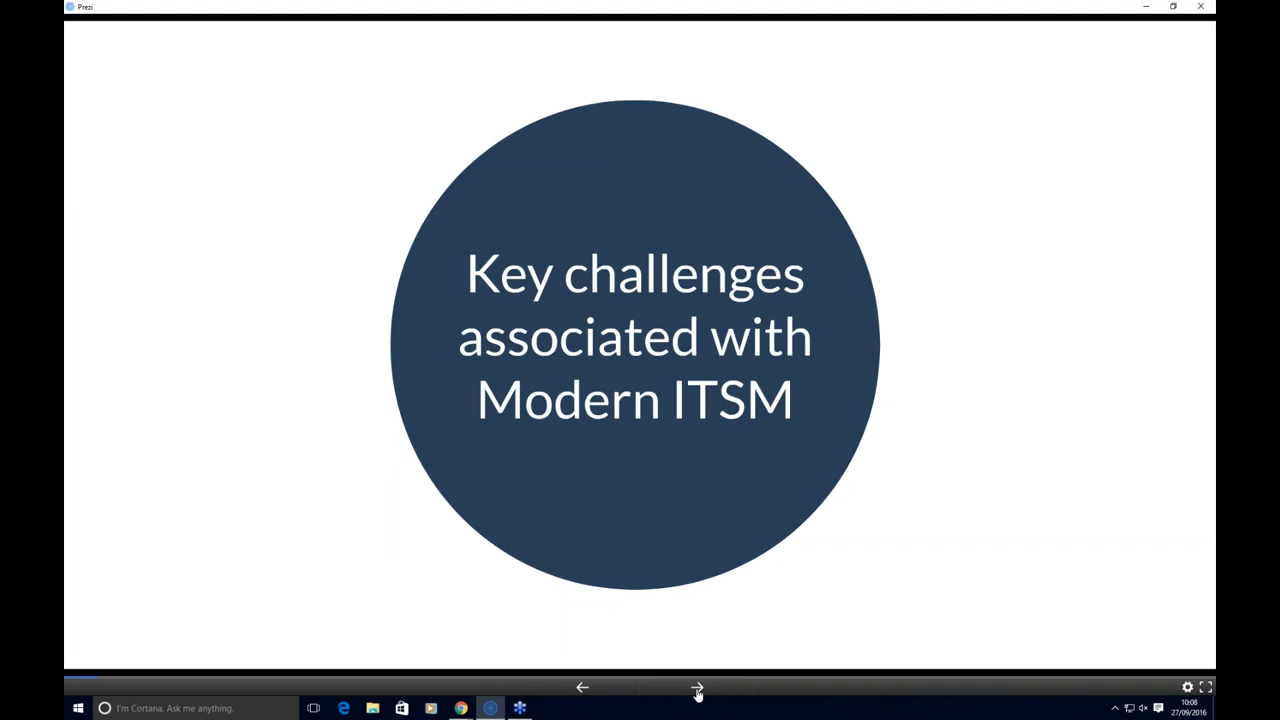 Prezi
Key challenges
associated with
Modern ITSM
I'm Cortana. Ask me anything.
10:08
27/09/2016